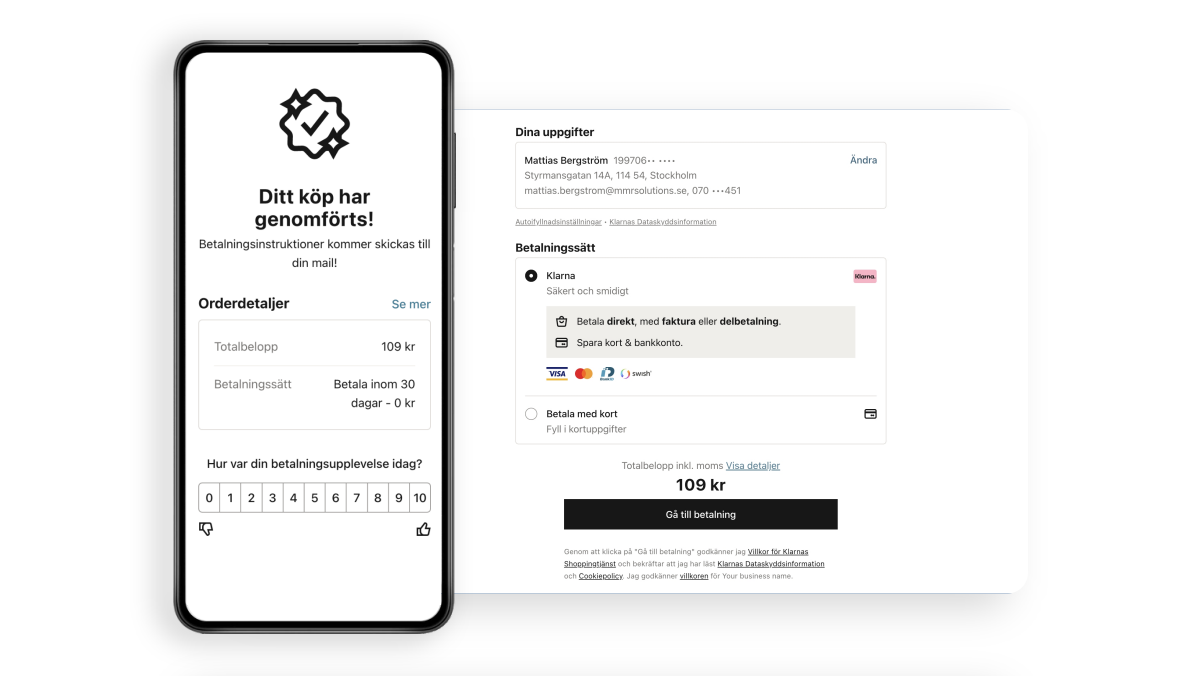 Ditt köp har
genomförts!
Betalningsinstruktioner kommer skickas till
din mail!
Orderdetaljer Se mer
Totalbelopp 109 kr
Betalningssätt Betala inom 30
dagar - 0 kr
Hur var din betalningsupplevelse idag?
0 1 2 3 4 5 6 7 8 9 10
Dina uppgifter
Mattias Bergström 199706•• •••• Ändra
Styrmansgatan 14A, 114 54, Stockholm
mattias.bergstrom@mmrsolutions.se, 070 •••451
Autoifyllnadsinställningar • Klarnas Dataskyddsinformation
Betalningssätt
Klarna Klarna.
Säkert och smidigt
Betala direkt, med faktura eller delbetalning.
Spara kort & bankkonto.
VISA swish
Betala med kort
Fyll i kortuppgifter
Totalbelopp inkl. moms Visa detaljer
109 kr
Gå till betalning
Genom att klicka på "Gå till betalning" godkänner jag Villkor för Klarnas
Shoppingtjänst och bekräftar att jag har läst Klarnas Dataskyddsinformation
och Cookiepolicy. Jag godkänner villkoren för Your business name.